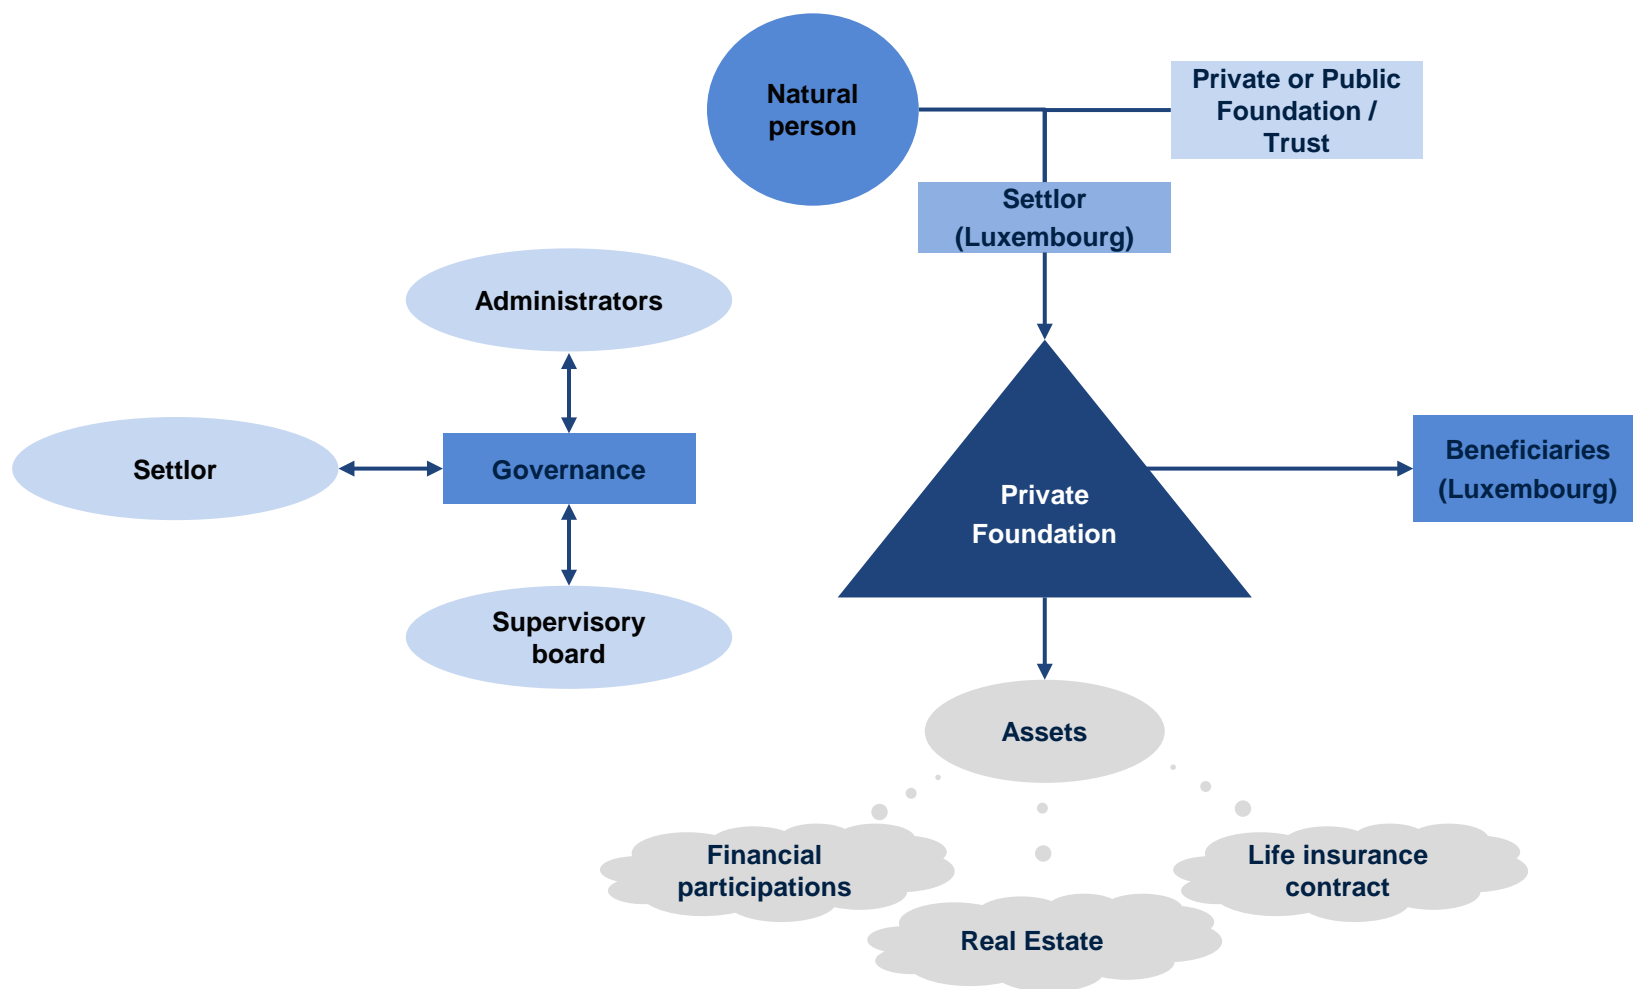 Natural
person
Private or Public
Foundation /
Trust
Settlor
(Luxembourg)
Administrators
Settlor
Governance
Supervisory
board
Private
Foundation
Beneficiaries
(Luxembourg)
Assets
Financial
participations
Real Estate
Life insurance
contract